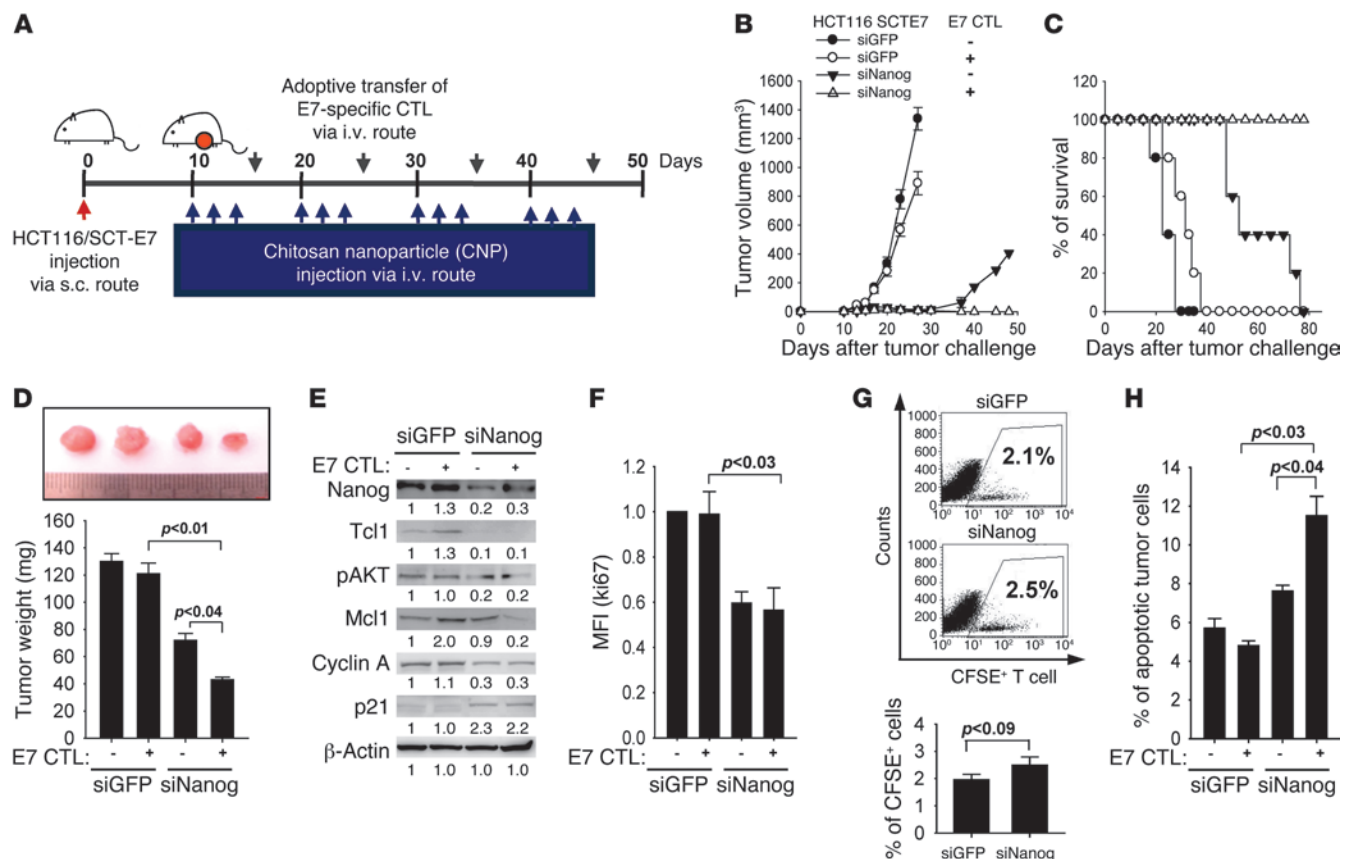 A
Adoptive transfer of
E7-specific CTL
via i.v. route
0 10 20 30 40 50 Days
HCT116/SCT-E7
injection
via s.c. route
Chitosan nanoparticle (CNP)
injection via i.v. route
B
HCT116 SCTE7 E7 CTL
siGFP -
siGFP +
siNanog -
siNanog +
Tumor volume (mm³)
1600
1400
1200
1000
800
600
400
200
0
0 10 20 30 40 50
Days after tumor challenge
C
% of survival
120
100
80
60
40
20
0
0 20 40 60 80
Days after tumor challenge
D
Tumor weight (mg)
160
140
120
100
80
60
40
20
0
p<0.01
p<0.04
E7 CTL: - + - +
siGFP siNanog
E
siGFP siNanog
E7 CTL: - + - +
Nanog
1 1.3 0.2 0.3
Tcl1
1 1.3 0.1 0.1
pAKT
1 1.0 0.2 0.2
Mcl1
1 2.0 0.9 0.2
Cyclin A
1 1.1 0.3 0.3
p21
1 1.0 2.3 2.2
β-Actin
1 1.0 1.0 1.0
F
MFI (ki67)
1.2
1.0
0.8
0.6
0.4
0.2
0.0
p<0.03
E7 CTL: - + - +
siGFP siNanog
G
Counts
siGFP
1000
800
600
400
200
0
2.1%
10⁰ 10¹ 10² 10³ 10⁴
siNanog
1000
800
600
400
200
0
2.5%
10⁰ 10¹ 10² 10³ 10⁴
CFSE⁺ T cell
% of CFSE⁺ cells
5
4
3
2
1
0
p<0.09
siGFP siNanog
H
% of apoptotic tumor cells
14
12
10
8
6
4
2
0
p<0.03
p<0.04
E7 CTL: - + - +
siGFP siNanog